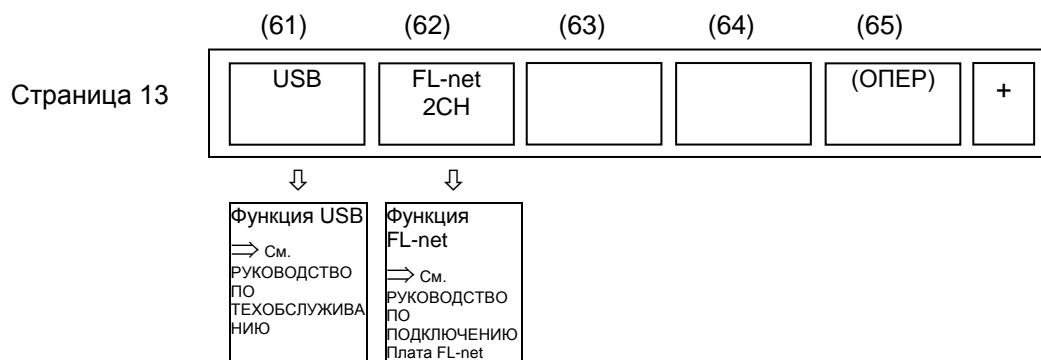 (61) (62) (63) (64) (65)
Страница 13
USB
FL-net
2CH
(ОПЕР)
+
Функция USB
См.
РУКОВОДСТВО
ПО
ТЕХОБСЛУЖИВА
НИЮ
Функция
FL-net
См.
РУКОВОДСТВО
ПО
ПОДКЛЮЧЕНИЮ
Плата FL-net